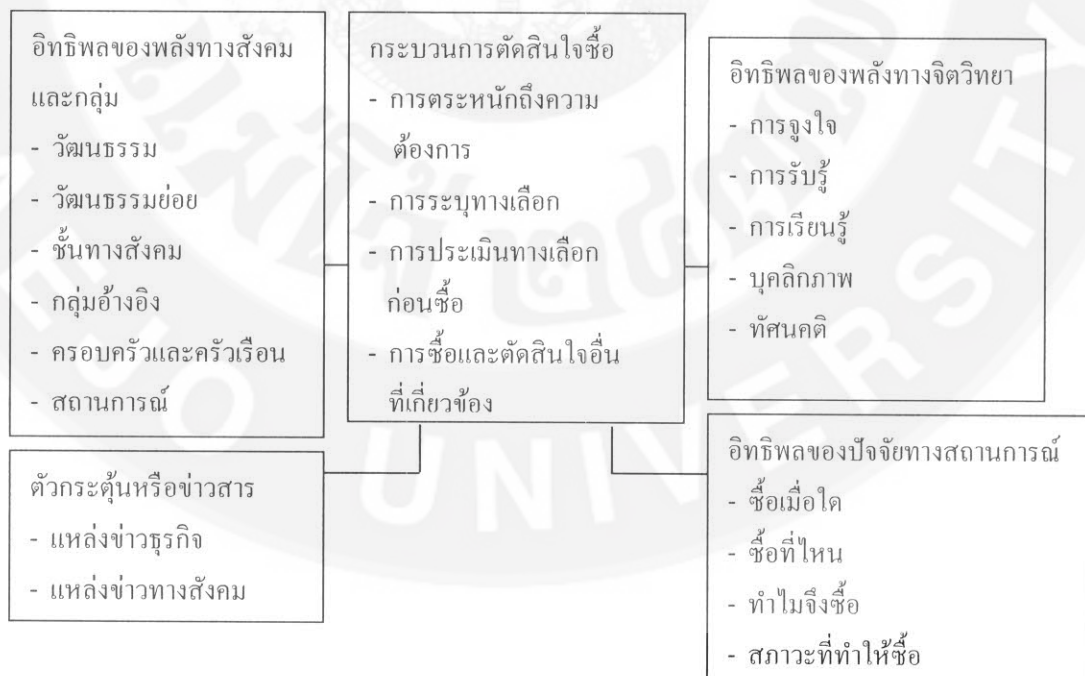 อิทธิพลของพลังทางสังคม
และกลุ่ม
- วัฒนธรรม
- วัฒนธรรมย่อย
- ชั้นทางสังคม
- กลุ่มอ้างอิง
- ครอบครัวและครัวเรือน
- สถานการณ์
กระบวนการตัดสินใจซื้อ
- การตระหนักถึงความ
ต้องการ
- การระบุทางเลือก
- การประเมินทางเลือก
ก่อนซื้อ
- การซื้อและตัดสินใจอื่น
ที่เกี่ยวข้อง
อิทธิพลของพลังทางจิตวิทยา
- การจูงใจ
- การรับรู้
- การเรียนรู้
- บุคลิกภาพ
- ทัศนคติ
ตัวกระตุ้นหรือข่าวสาร
- แหล่งข่าวธุรกิจ
- แหล่งข่าวทางสังคม
อิทธิพลของปัจจัยทางสถานการณ์
- ซื้อเมื่อใด
- ซื้อที่ไหน
- ทำไมจึงซื้อ
- สภาวะที่ทำให้ซื้อ
UNIVERSITY